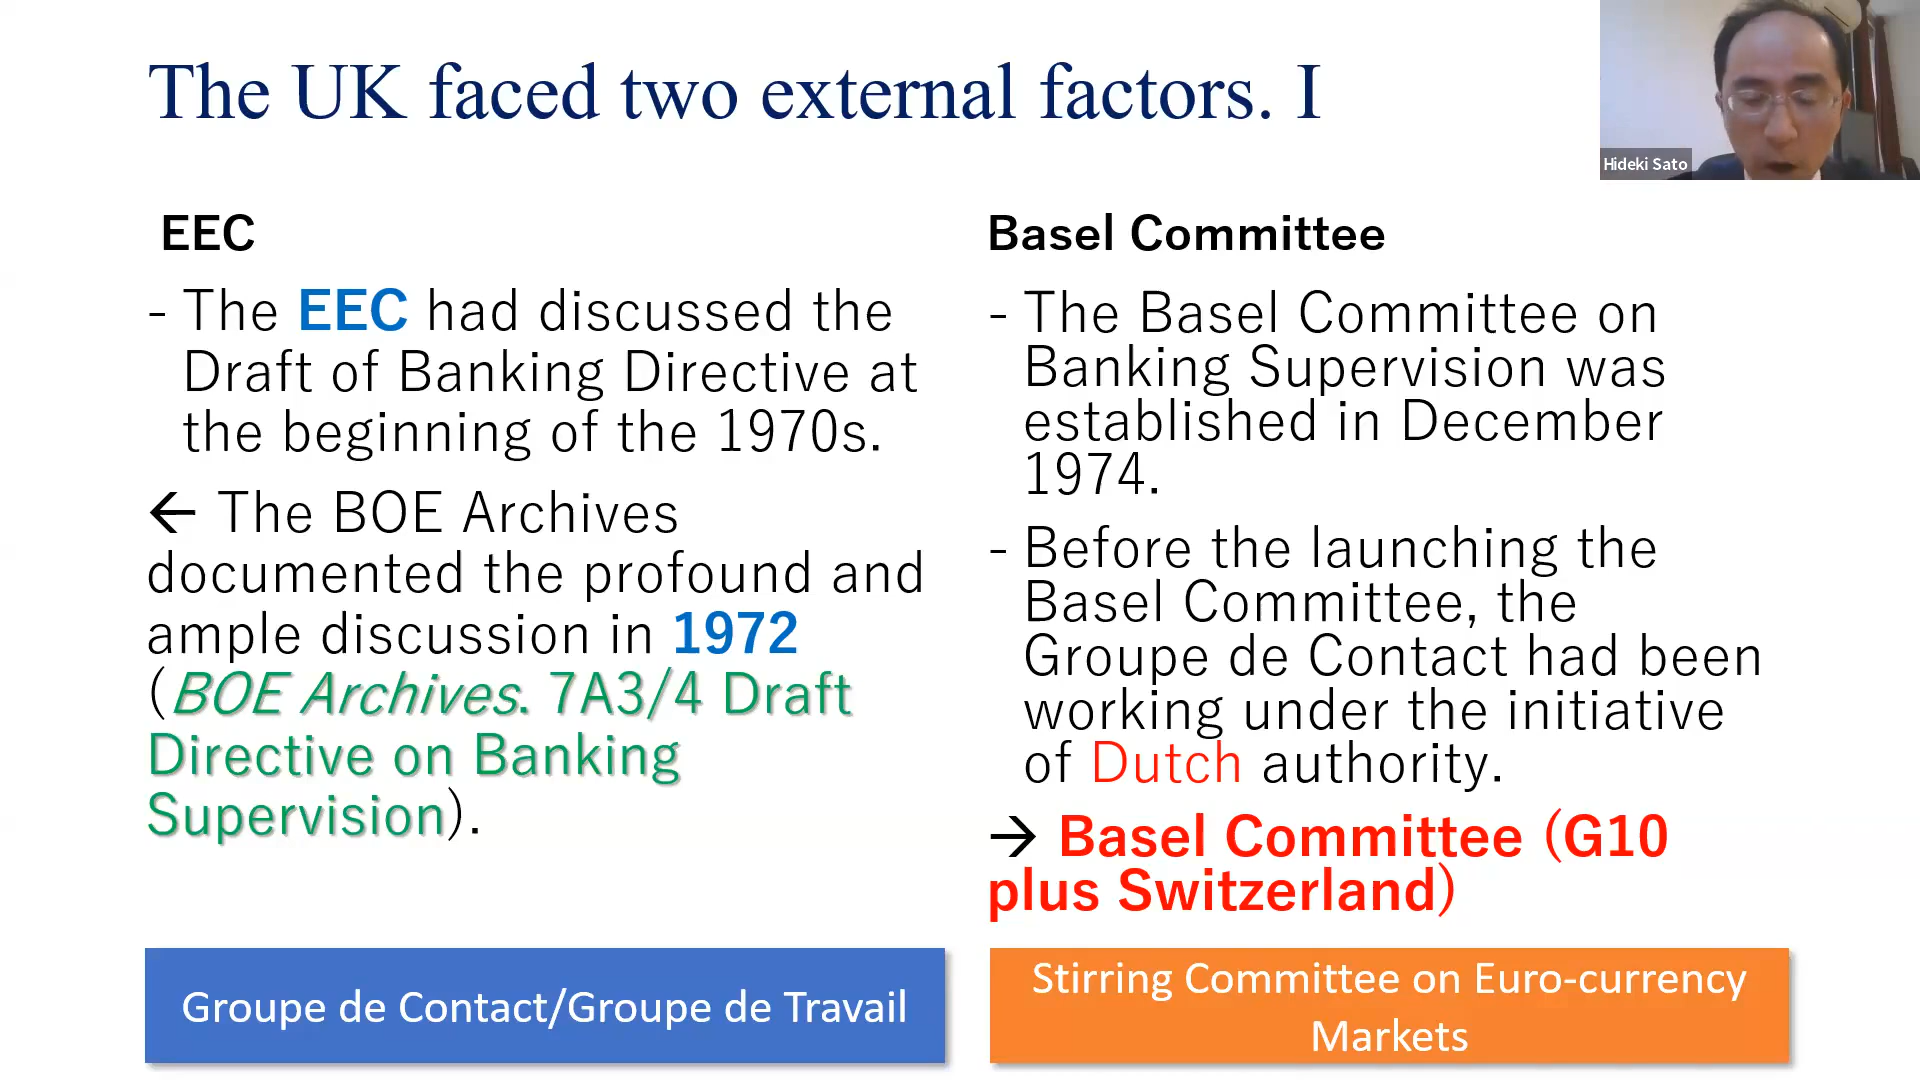 The UK faced two external factors. I
Hideki Sato
EEC
- The EEC had discussed the
Draft of Banking Directive at
the beginning of the 1970s.
← The BOE Archives
documented the profound and
ample discussion in 1972
(BOE Archives. 7A3/4 Draft
Directive on Banking
Supervision).
Groupe de Contact/Groupe de Travail
Basel Committee
- The Basel Committee on
Banking Supervision was
established in December
1974.
- Before the launching the
Basel Committee, the
Groupe de Contact had been
working under the initiative
of Dutch authority.
→ Basel Committee (G10
plus Switzerland)
Stirring Committee on Euro-currency
Markets